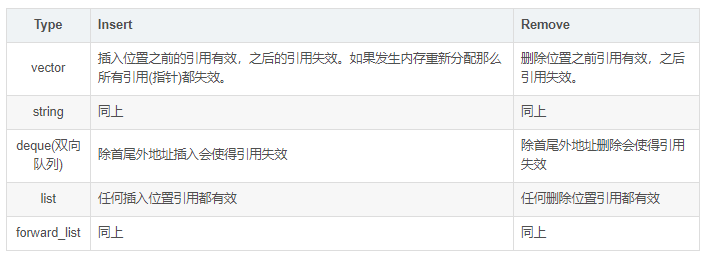 Type Insert Remove
vector 插入位置之前的引用有效，之后的引用失效。如果发生内存重新分配那么 删除位置之前引用有效，之后
所有引用(指针)都失效。 引用失效。
string 同上 同上
deque(双向 除首尾外地址插入会使得引用失效 除首尾外地址删除会使得引用
队列) 失效
list 任何插入位置引用都有效 任何删除位置引用都有效
forward_list 同上 同上